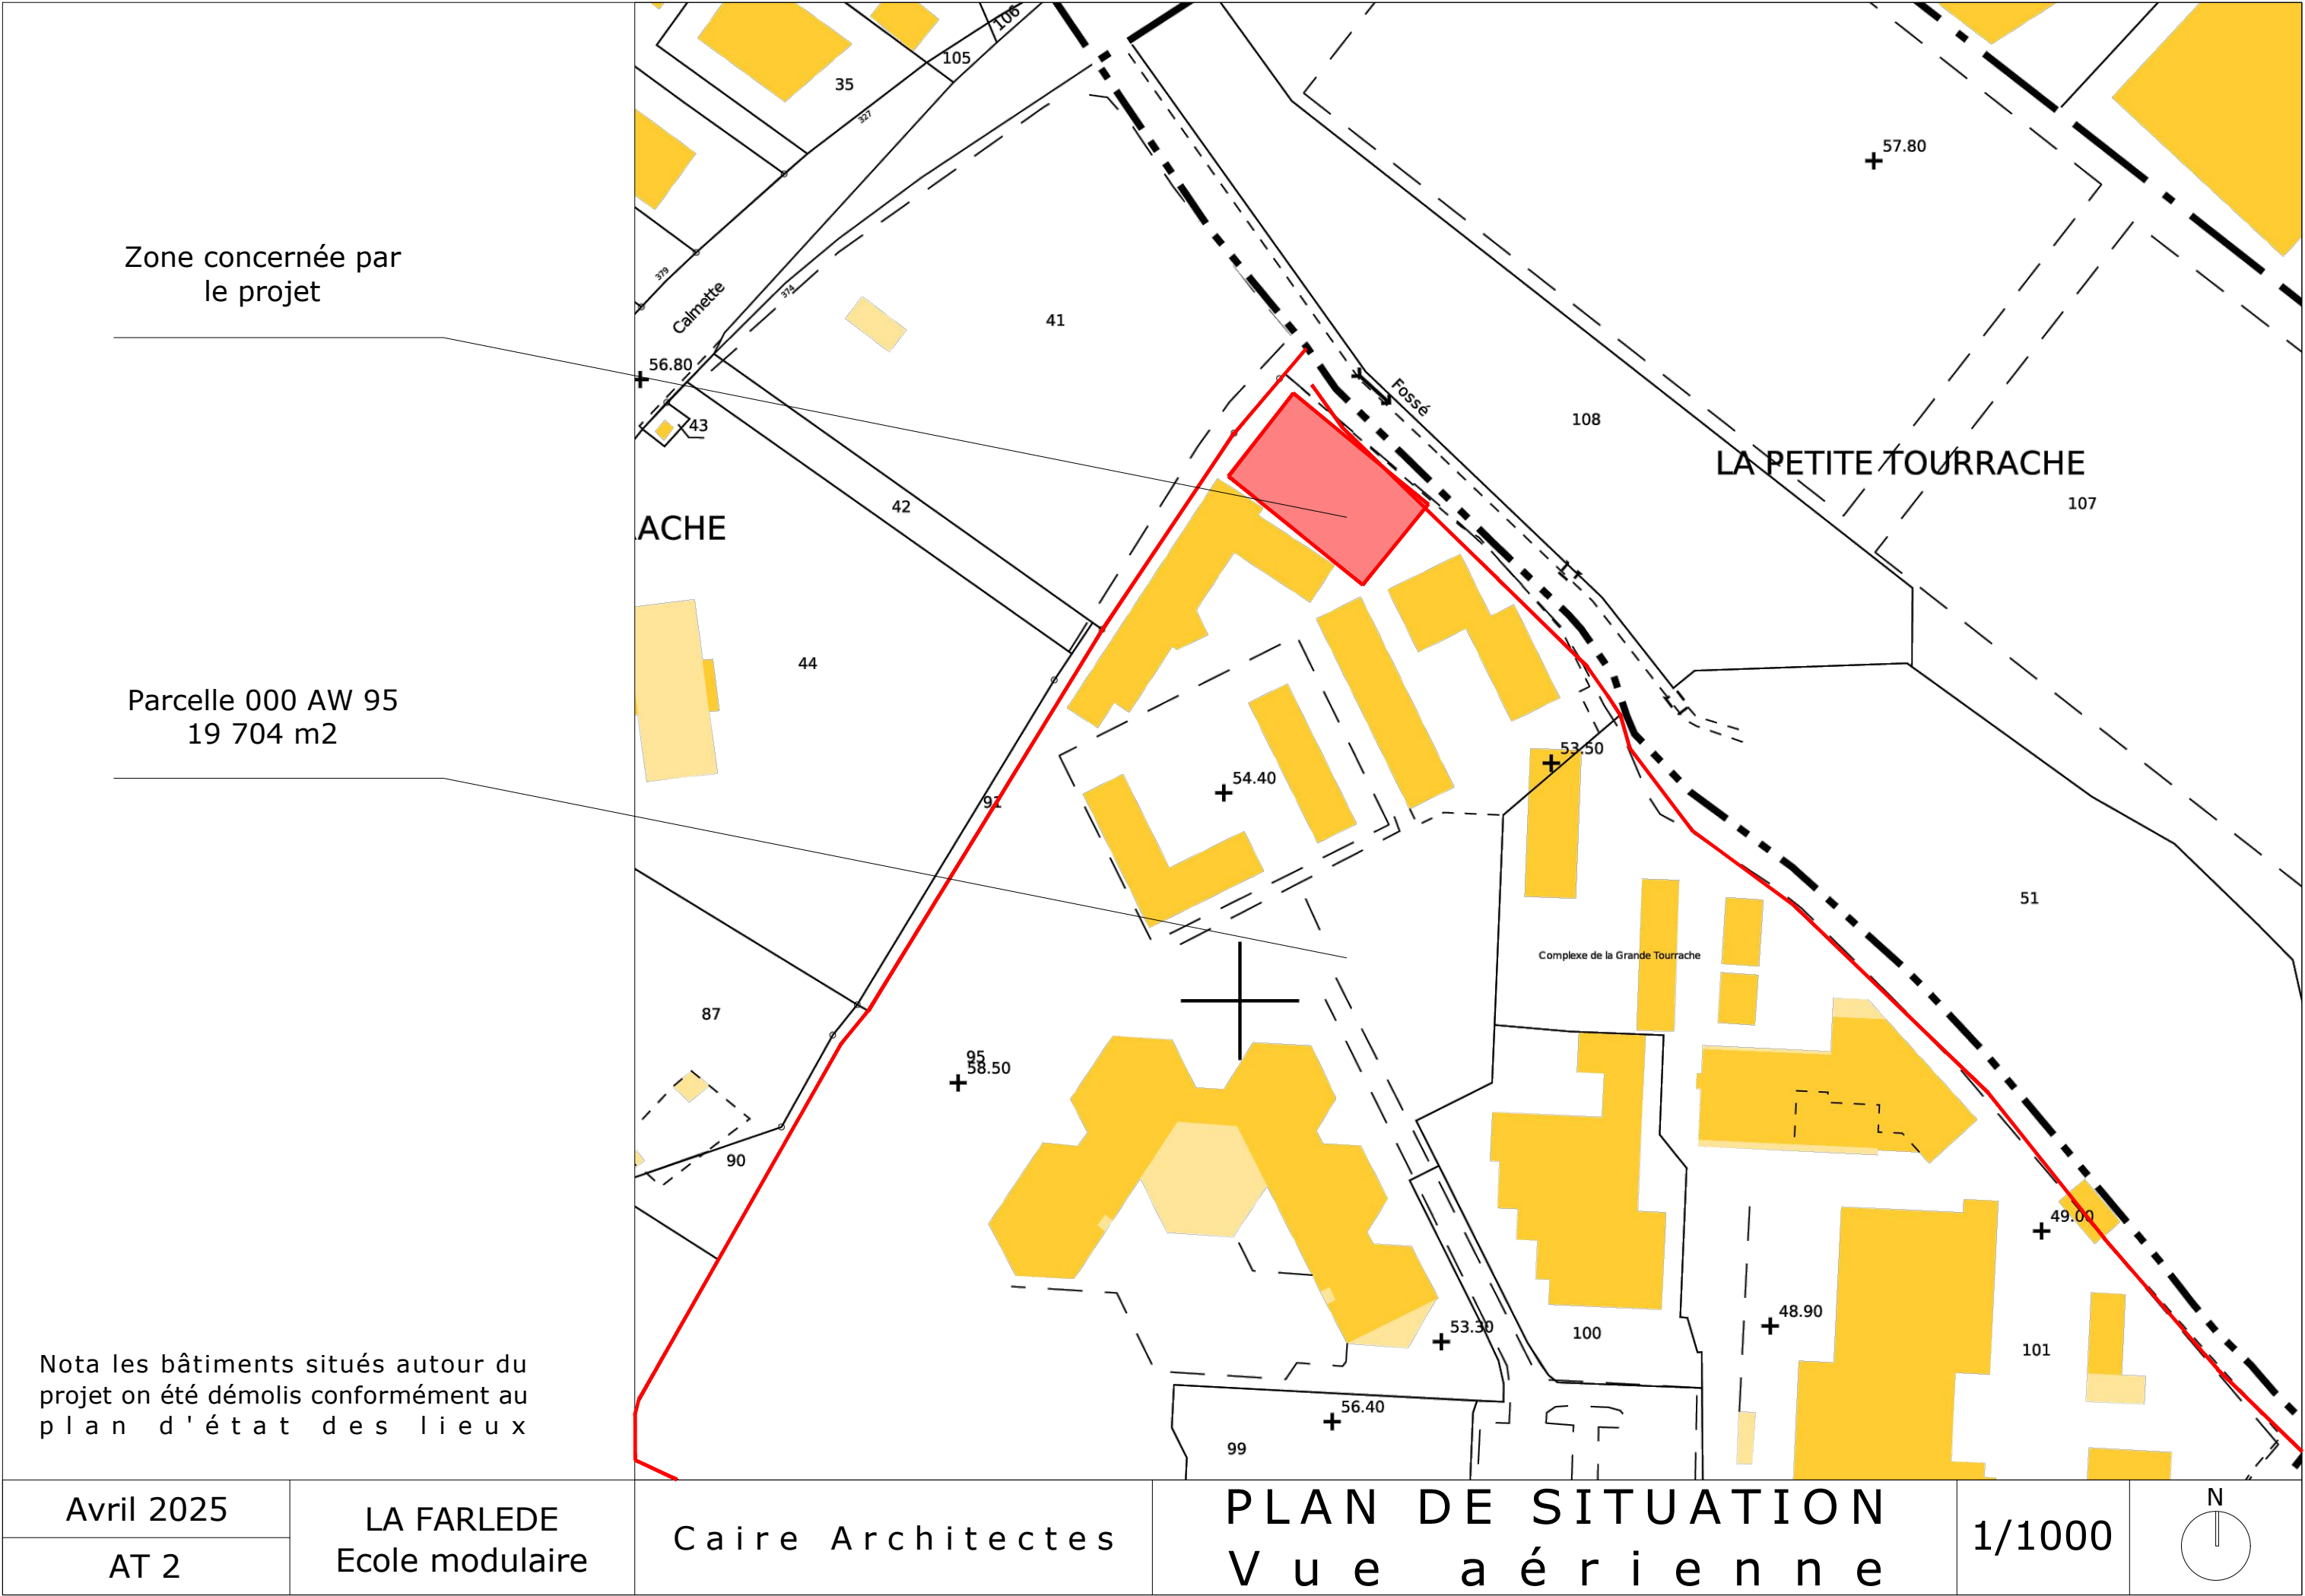 Zone concernée par
le projet
Parcelle 000 AW 95
19 704 m2
Nota les bâtiments situés autour du
projet on été démolis conformément au
plan d'état des lieux
106
105
35
327
379
374
Calmette
41
56.80
43
42
ACHE
44
57.80
Fossé
108
LA PETITE TOURRACHE
107
54.40
53.50
91
51
Complexe de la Grande Tourrache
87
95
58.50
90
49.00
48.90
53.30
100
101
56.40
99
Avril 2025
AT 2
LA FARLEDE
Ecole modulaire
Caire Architectes
PLAN DE SITUATION
Vue aérienne
1/1000
N